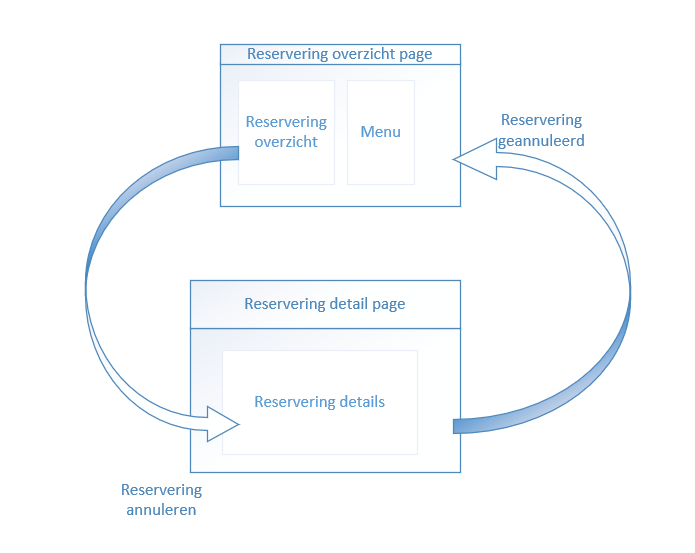 Reservering overzicht page
Reservering
overzicht
Menu
Reservering
geannuleerd
Reservering detail page
Reservering details
Reservering
annuleren